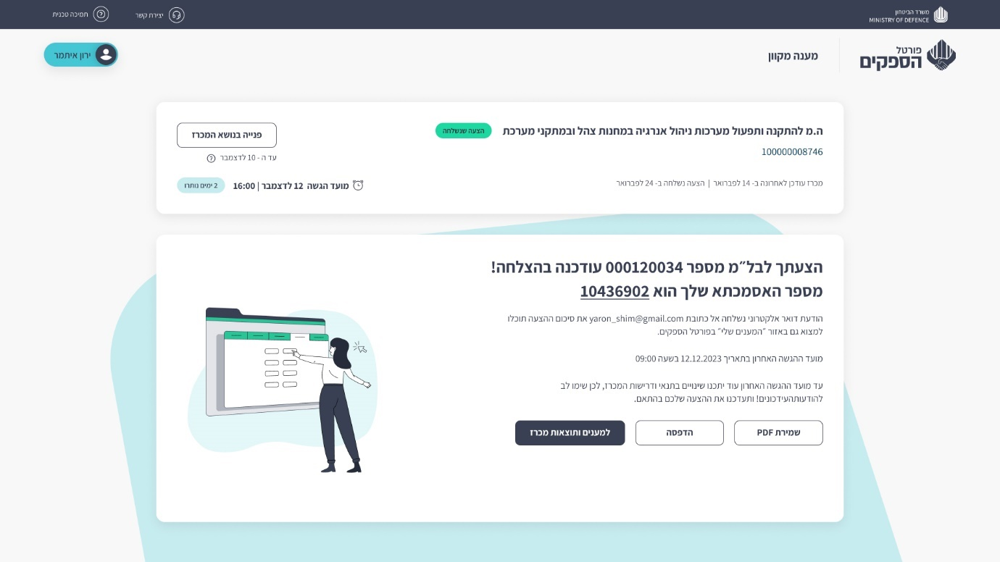 משרד הביטחון
MINISTRY OF DEFENCE
יצירת קשר
תמיכה טכנית
פורטל
הספקים
מענה מקוון
ירון איתמר
ה.מ להתקנה ותפעול מערכות ניהול אנרגיה במחנות צהל ובמתקני מערכת
הצעה שנשלחה
פנייה בנושא המכרז
100000008746
עד ה - 10 לדצמבר
מכרז עודכן לאחרונה ב- 14 לפברואר | הצעה נשלחה ב- 24 לפברואר
מועד הגשה 12 לדצמבר | 16:00
2 ימים נותרו
הצעתך לבל״מ מספר 000120034 עודכנה בהצלחה!
מספר האסמכתא שלך הוא 10436902
הודעת דואר אלקטרוני נשלחה אל כתובת yaron_shim@gmail.com את סיכום ההצעה תוכלו
למצוא גם באזור ״המענים שלי״ בפורטל הספקים.
מועד ההגשה האחרון בתאריך 12.12.2023 בשעה 09:00
עד מועד ההגשה האחרון עוד יתכנו שינויים בתנאי ודרישות המכרז, לכן שימו לב
להודעותהעידכונים! ותעדכנו את ההצעה שלכם בהתאם.
שמירת PDF
הדפסה
למענים ותוצאות מכרז